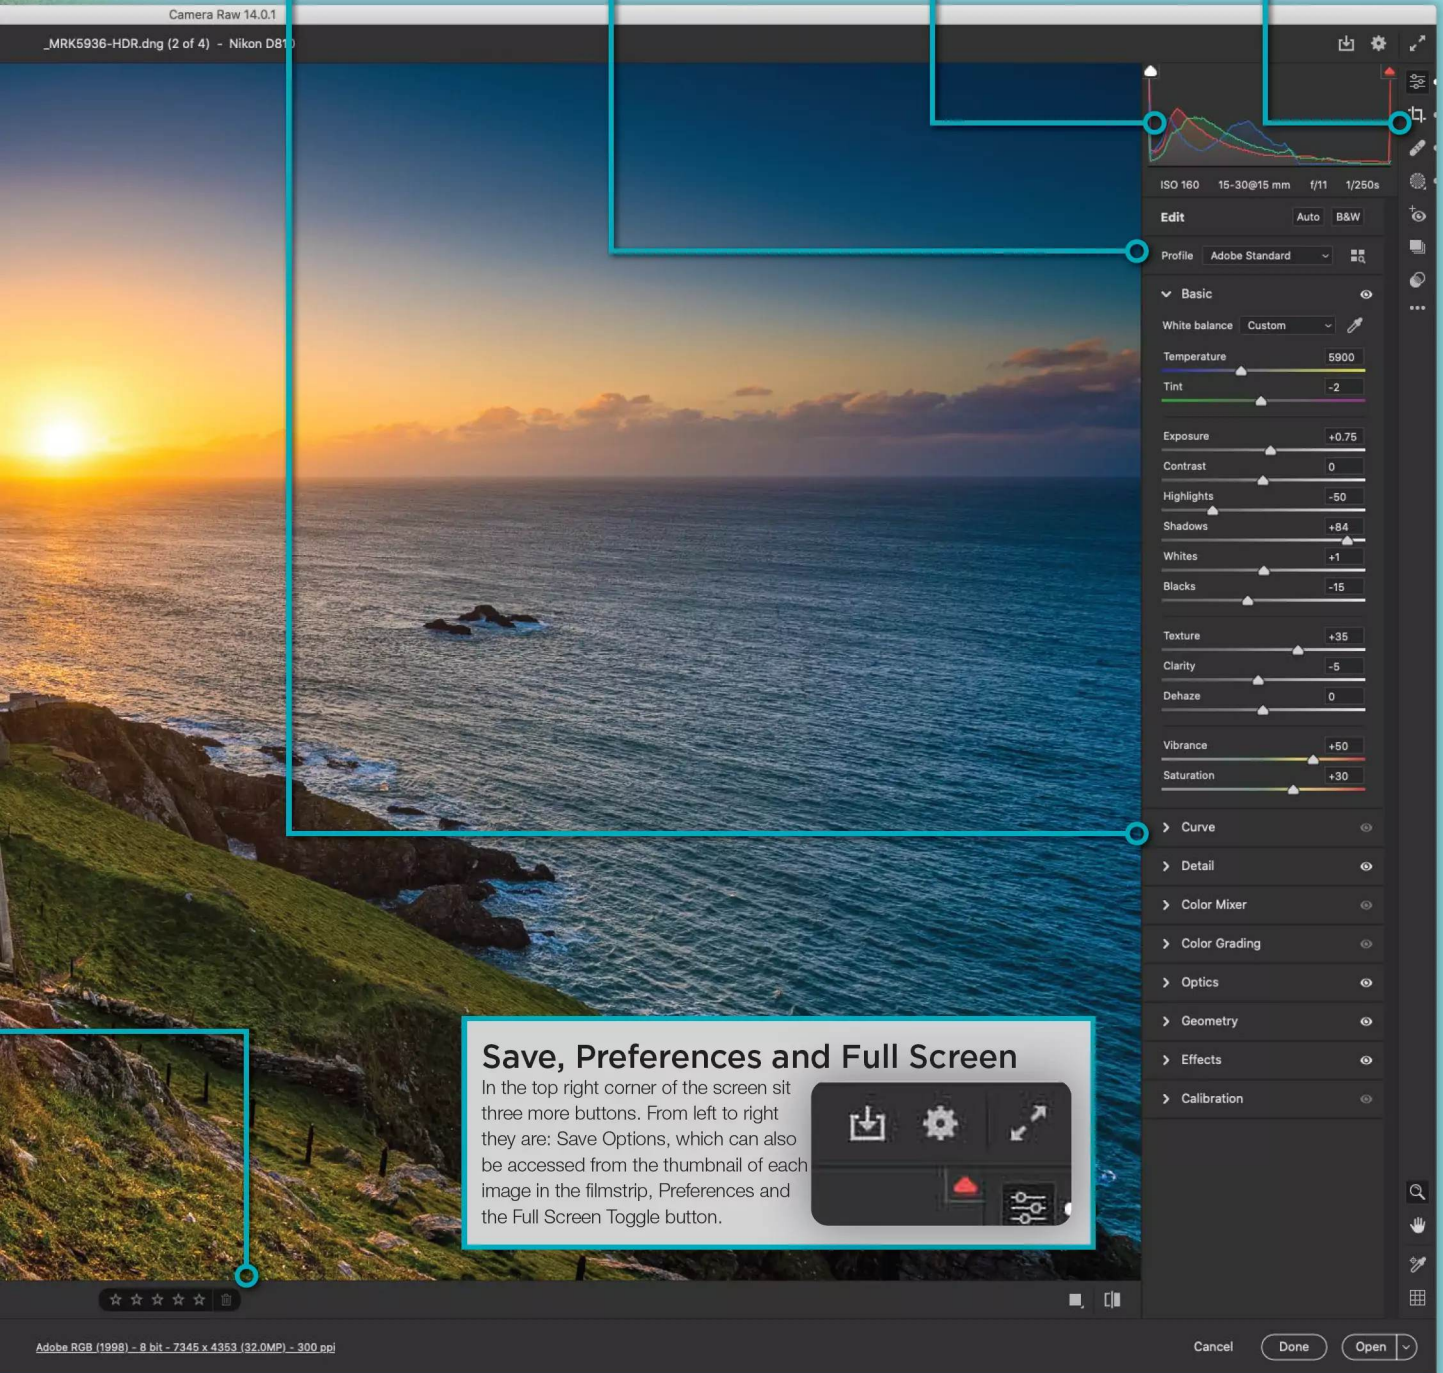 Camera Raw 14.0.1
_MRK5936-HDR.dng (2 of 4) - Nikon D810
ISO 160 15-30@15 mm f/11 1/250s
Edit Auto B&W
Profile Adobe Standard
Basic
White balance Custom
Temperature 5900
Tint -2
Exposure +0.75
Contrast 0
Highlights -50
Shadows +84
Whites +1
Blacks -15
Texture +35
Clarity -5
Dehaze 0
Vibrance +50
Saturation +30
Curve
Detail
Color Mixer
Color Grading
Optics
Geometry
Effects
Calibration
Save, Preferences and Full Screen
In the top right corner of the screen sit
three more buttons. From left to right
they are: Save Options, which can also
be accessed from the thumbnail of each
image in the filmstrip, Preferences and
the Full Screen Toggle button.
Adobe RGB (1998) - 8 bit - 7345 x 4353 (32.0MP) - 300 ppi
Cancel Done Open